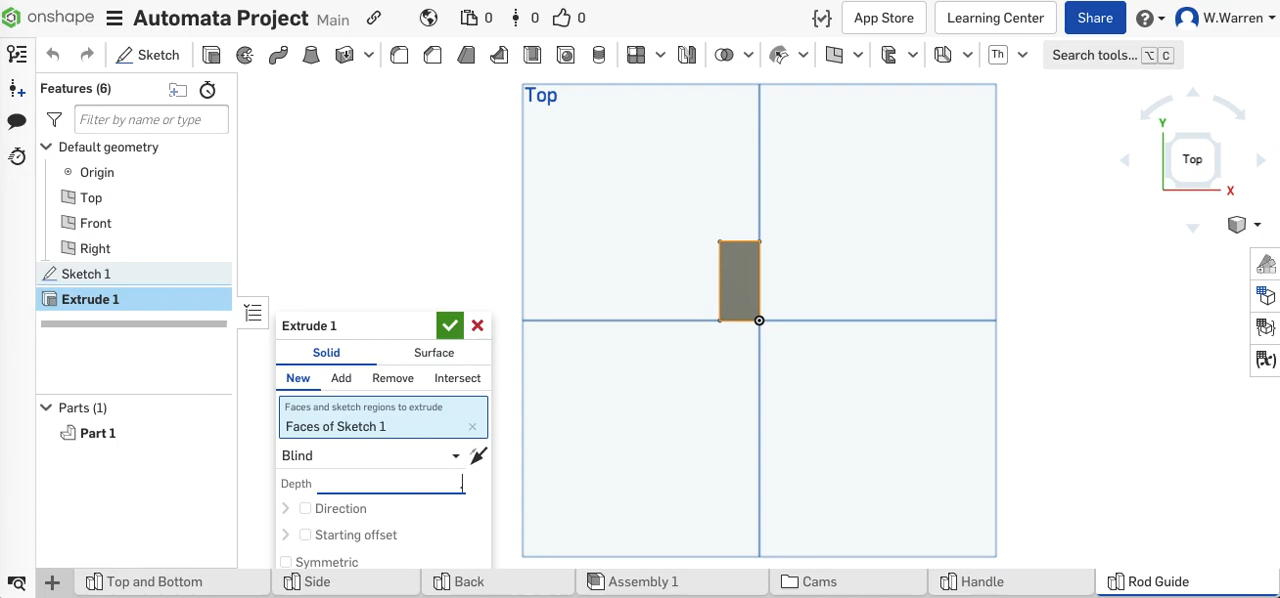 onshape Automata Project Main 0 0 0 App Store Learning Center Share W.Warren
Sketch Th Search tools... ⌥ C
Features (6)
Filter by name or type
Default geometry
Origin
Top
Front
Right
Sketch 1
Extrude 1
Parts (1)
Part 1
Extrude 1
Solid Surface
New Add Remove Intersect
Faces and sketch regions to extrude
Faces of Sketch 1
Blind
Depth .
Direction
Starting offset
Symmetric
Top
Y
Top
X
Top and Bottom Side Back Assembly 1 Cams Handle Rod Guide